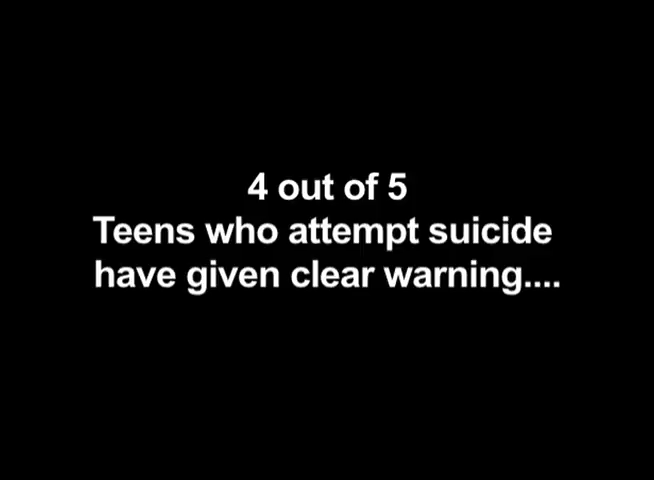 4 out of 5
Teens who attempt suicide
have given clear warning....